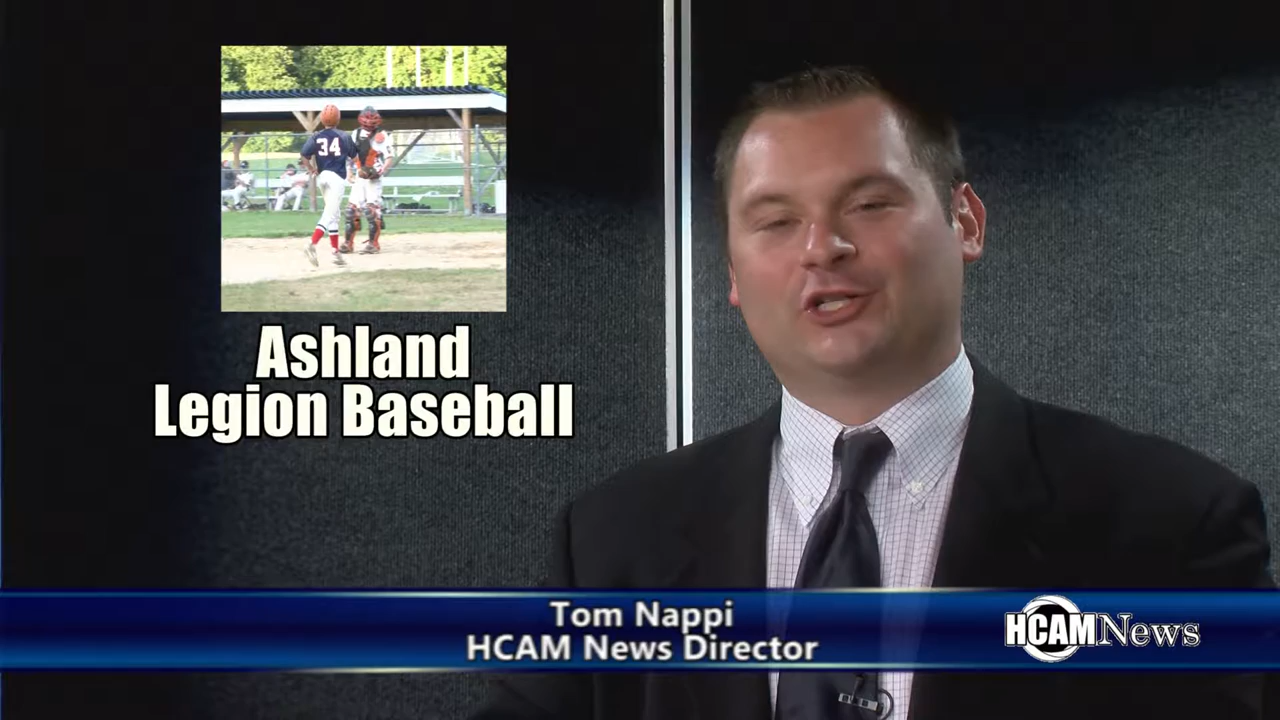 34
Ashland
Legion Baseball
Tom Nappi
HCAM News Director
HCAMNews